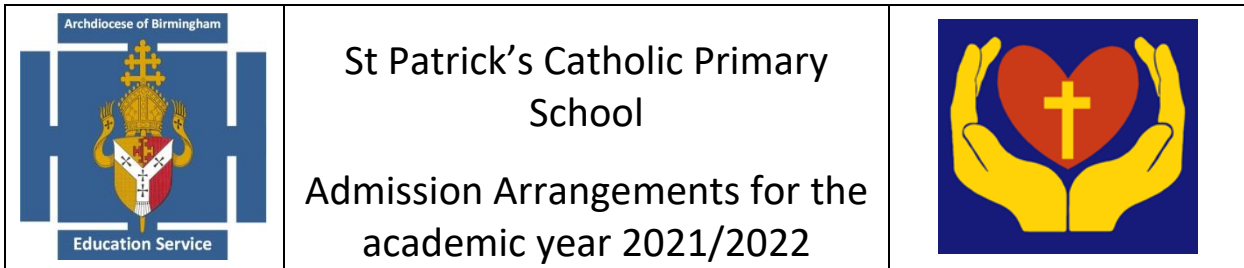 Archdiocese of Birmingham
Education Service
St Patrick’s Catholic Primary
School
Admission Arrangements for the
academic year 2021/2022